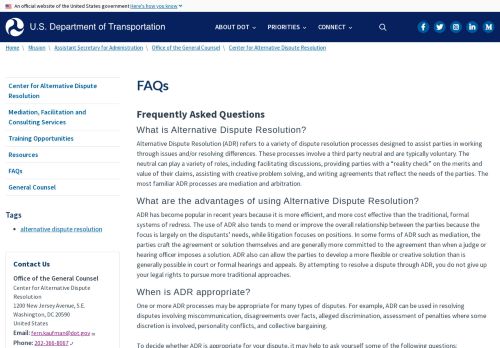 An official website of the United States government Here's how you know
U.S. Department of Transportation
ABOUT DOT
PRIORITIES
CONNECT
Home \ Mission \ Assistant Secretary for Administration \ Office of the General Counsel \ Center for Alternative Dispute Resolution
Center for Alternative Dispute
Resolution
Mediation, Facilitation and
Consulting Services
Training Opportunities
Resources
FAQs
General Counsel
Tags
alternative dispute resolution
Contact Us
Office of the General Counsel
Center for Alternative Dispute
Resolution
1200 New Jersey Avenue, S.E.
Washington, DC 20590
United States
Email: fern.kaufman@dot.gov
Phone: 202-366-8067
FAQs
Frequently Asked Questions
What is Alternative Dispute Resolution?
Alternative Dispute Resolution (ADR) refers to a variety of dispute resolution processes designed to assist parties in working
through issues and/or resolving differences. These processes involve a third party neutral and are typically voluntary. The
neutral can play a variety of roles, including facilitating discussions, providing parties with a “reality check” on the merits and
value of their claims, assisting with creative problem solving, and writing agreements that reflect the needs of the parties. The
most familiar ADR processes are mediation and arbitration.
What are the advantages of using Alternative Dispute Resolution?
ADR has become popular in recent years because it is more efficient, and more cost effective than the traditional, formal
systems of redress. The use of ADR also tends to mend or improve the overall relationship between the parties because the
focus is largely on the disputants' needs, while litigation focuses on positions. In some forms of ADR such as mediation, the
parties craft the agreement or solution themselves and are generally more committed to the agreement than when a judge or
hearing officer imposes a solution. ADR also can allow the parties to develop a more flexible or creative solution than is
generally possible in court or formal hearings and appeals. By attempting to resolve a dispute through ADR, you do not give up
your legal rights to pursue more traditional approaches.
When is ADR appropriate?
One or more ADR processes may be appropriate for many types of disputes. For example, ADR can be used in resolving
disputes involving miscommunication, disagreements over facts, alleged discrimination, assessment of penalties where some
discretion is involved, personality conflicts, and collective bargaining.
To decide whether ADR is appropriate for your dispute, it may help to ask yourself some of the following questions: